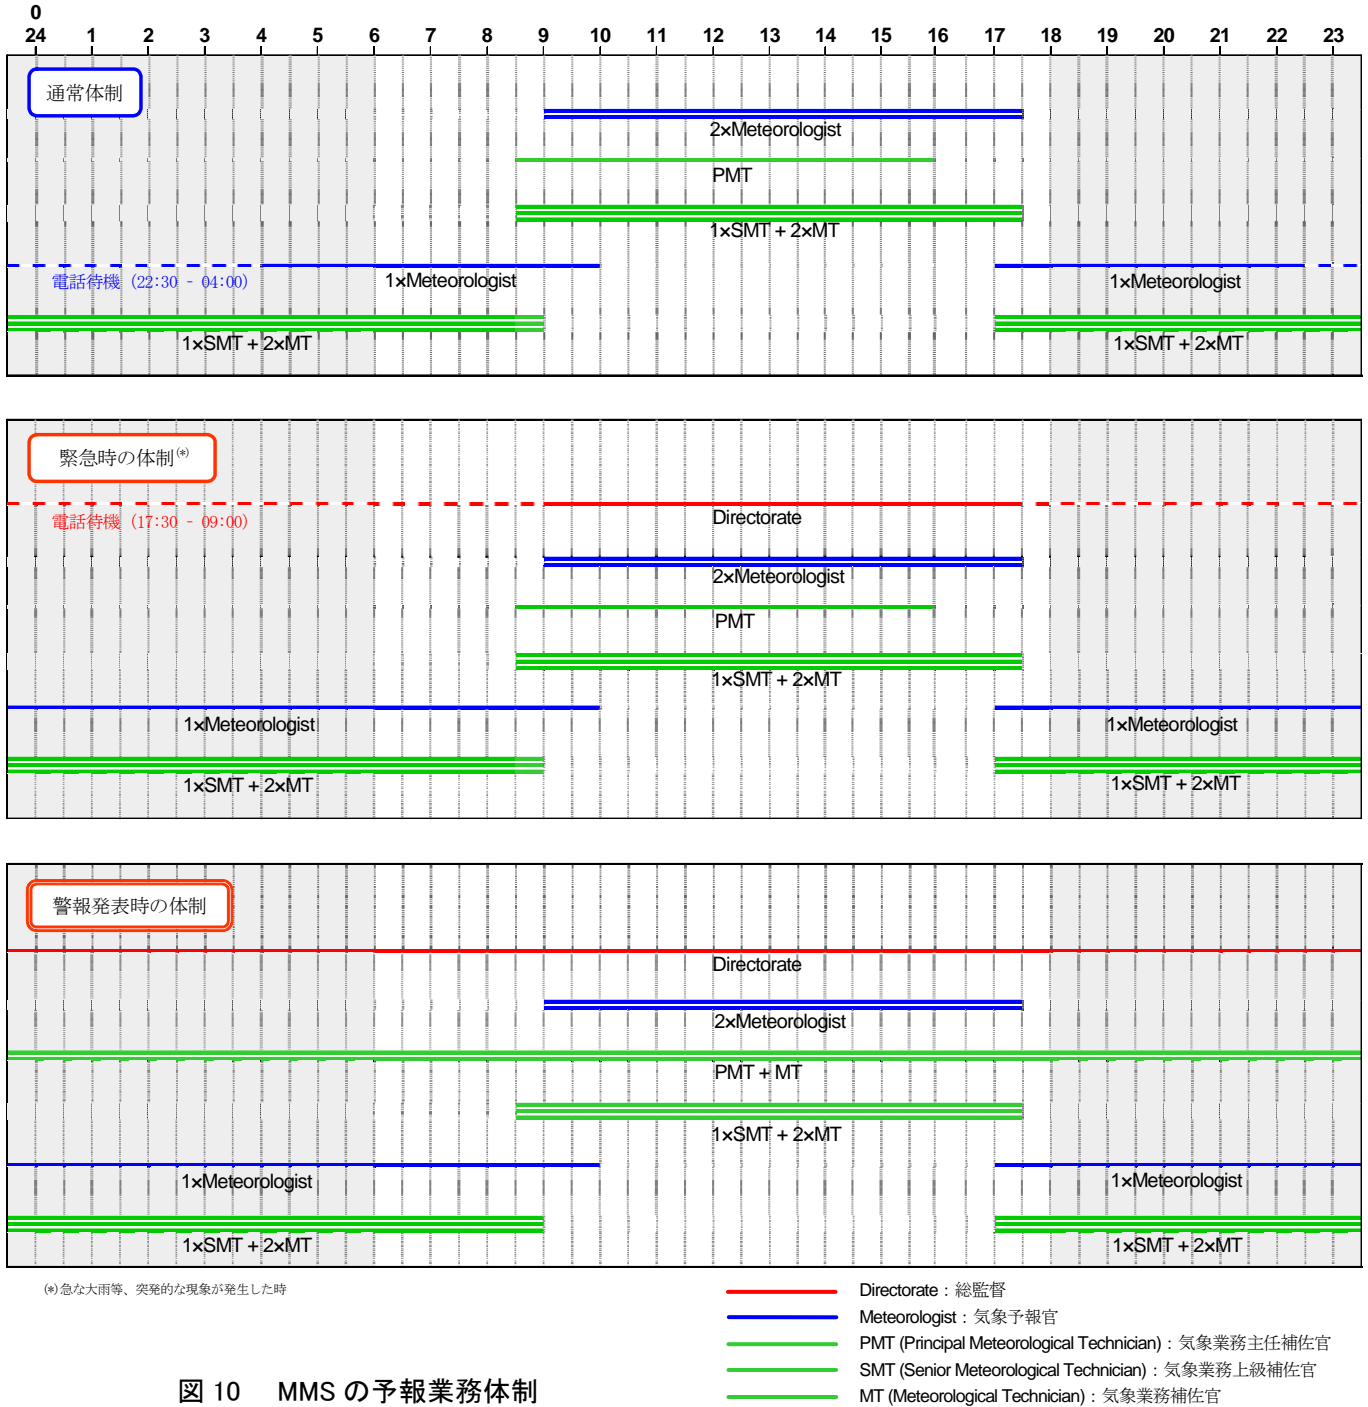 0
24 1 2 3 4 5 6 7 8 9 10 11 12 13 14 15 16 17 18 19 20 21 22 23
通常体制
2×Meteorologist
PMT
1×SMT + 2×MT
電話待機 (22:30 - 04:00) 1×Meteorologist 1×Meteorologist
1×SMT + 2×MT 1×SMT + 2×MT
緊急時の体制(*)
電話待機 (17:30 - 09:00) Directorate
2×Meteorologist
PMT
1×SMT + 2×MT
1×Meteorologist 1×Meteorologist
1×SMT + 2×MT 1×SMT + 2×MT
警報発表時の体制
Directorate
2×Meteorologist
PMT + MT
1×SMT + 2×MT
1×Meteorologist 1×Meteorologist
1×SMT + 2×MT 1×SMT + 2×MT
(*)急な大雨等、突発的な現象が発生した時
Directorate : 総監督
Meteorologist : 気象予報官
PMT (Principal Meteorological Technician) : 気象業務主任補佐官
SMT (Senior Meteorological Technician) : 気象業務上級補佐官
MT (Meteorological Technician) : 気象業務補佐官
図 10 MMS の予報業務体制